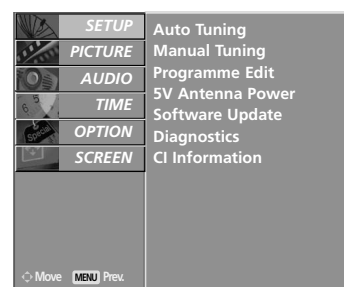 SETUP
PICTURE
AUDIO
TIME
OPTION
SCREEN
Auto Tuning
Manual Tuning
Programme Edit
5V Antenna Power
Software Update
Diagnostics
CI Information
Move MENU Prev.